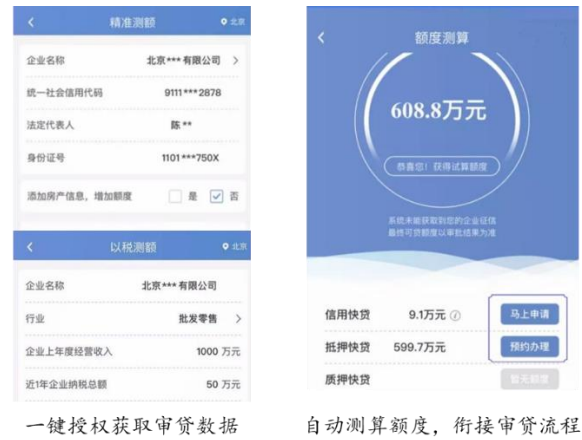 精准测额
北京
企业名称
北京***有限公司
统一社会信用代码
9111***2878
法定代表人
陈**
身份证号
1101***750X
添加房产信息，增加额度
是
否
以税测额
北京
企业名称
北京***有限公司
行业
批发零售
企业上年度经营收入
1000 万元
近1年企业纳税总额
50 万元
一键授权获取审贷数据
额度测算
608.8万元
恭喜您！获得试算额度
系统未能获取到您的企业征信
最终可贷额度以审批结果为准
信用快贷
9.1万元
马上申请
抵押快贷
599.7万元
预约办理
质押快贷
暂无额度
自动测算额度，衔接审贷流程